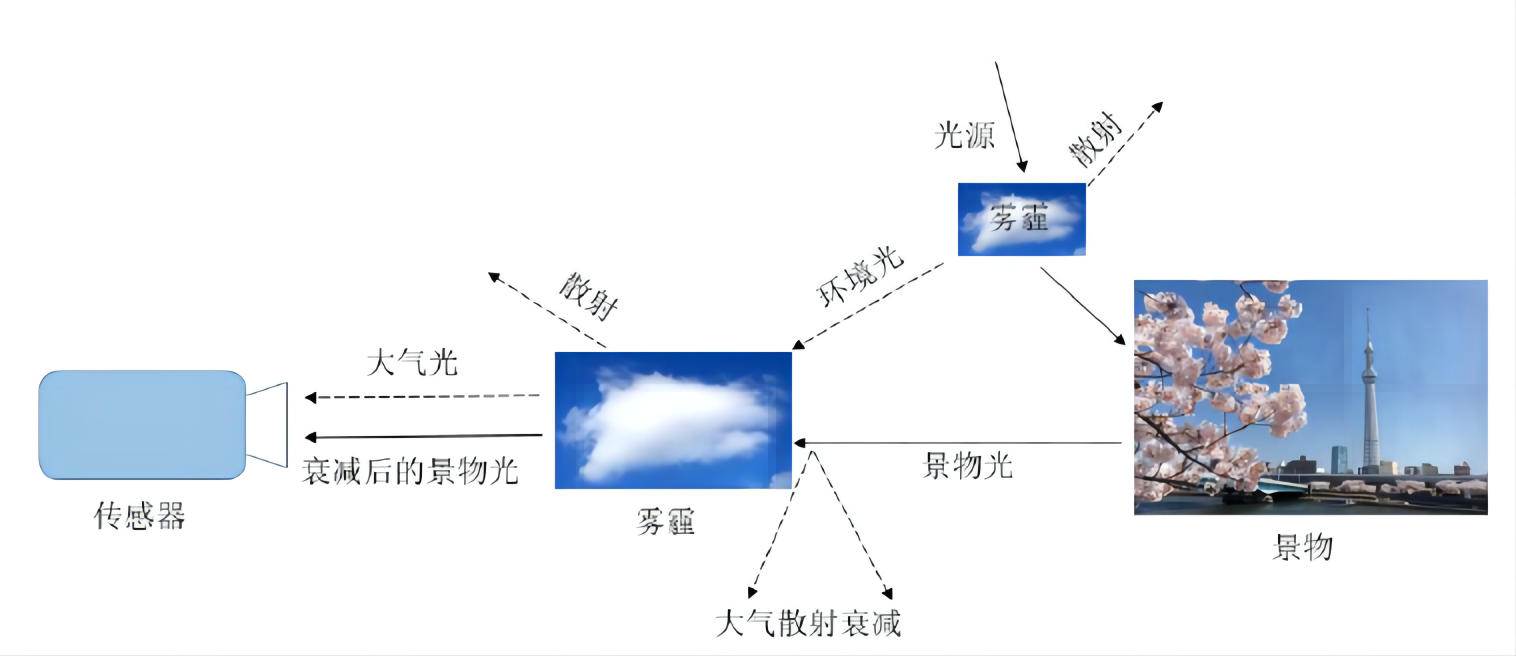 光源
散射
雾霾
环境光
散射
大气光
衰减后的景物光
景物光
传感器
雾霾
景物
大气散射衰减